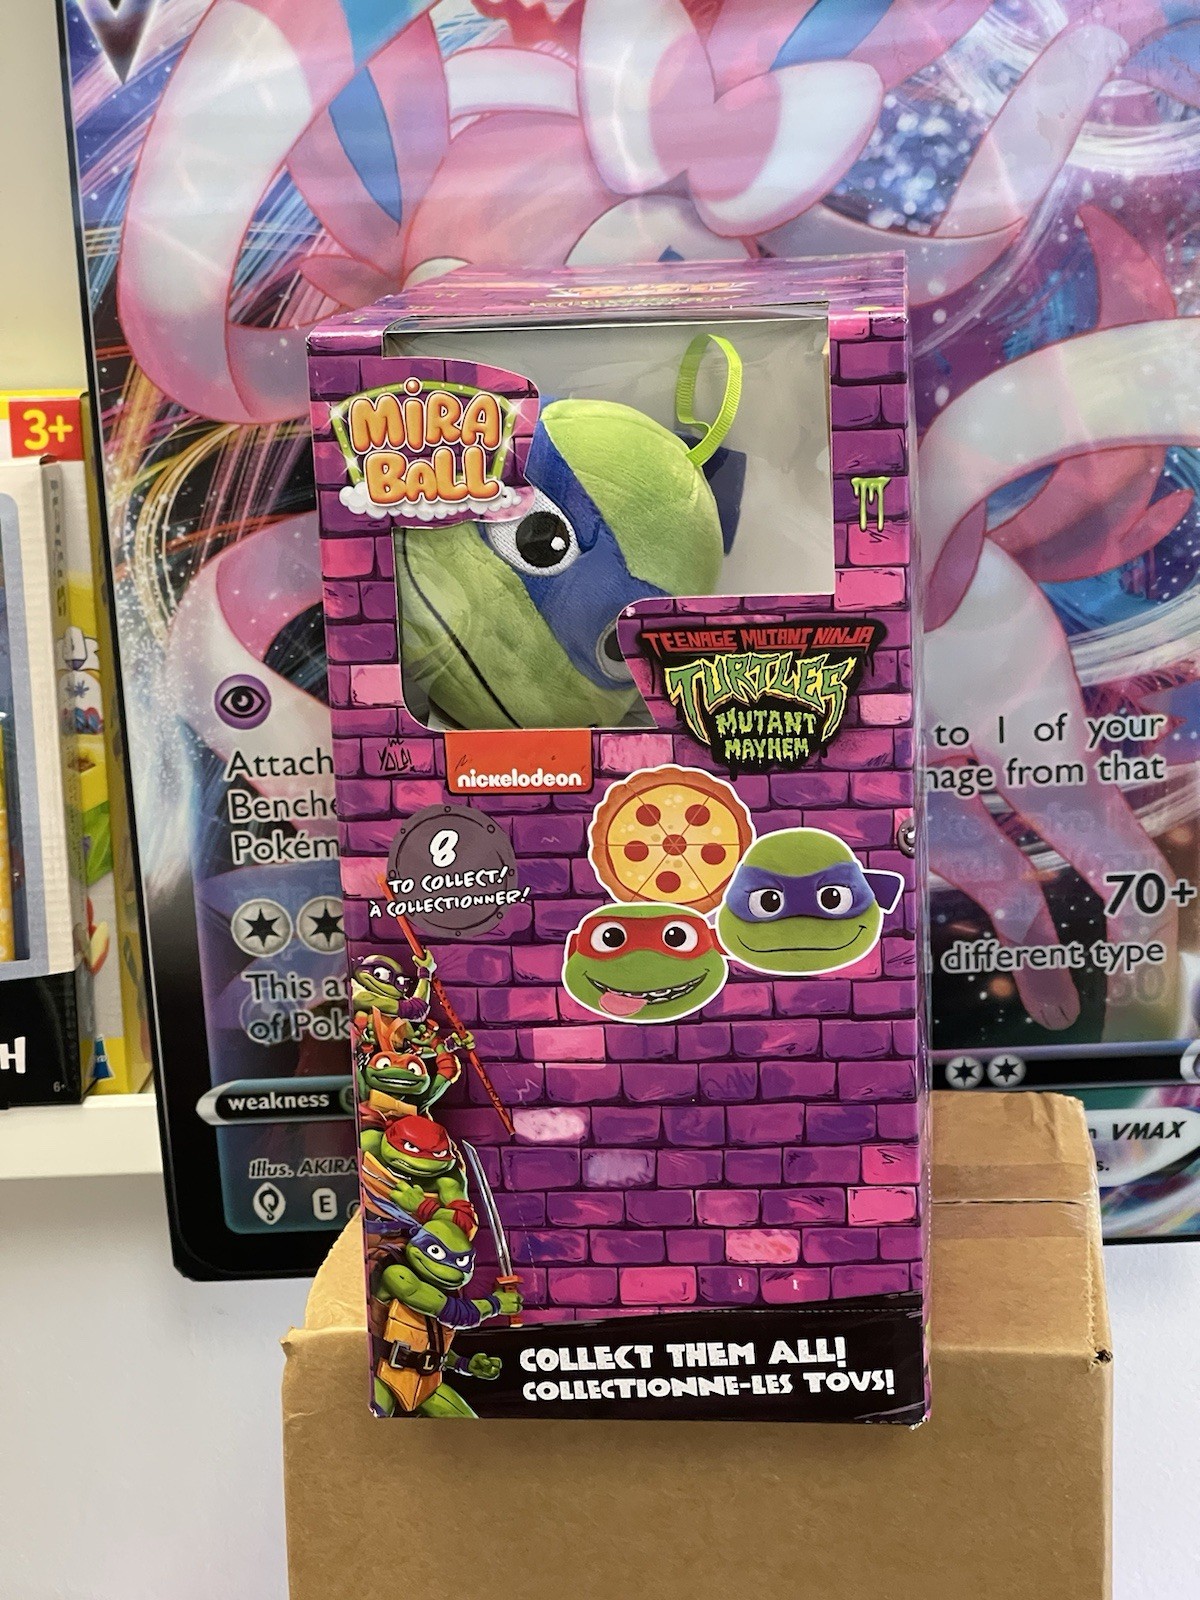 3+
MiRA
BALL
TEENAGE MUTANT NINJA
TURTLES
MUTANT
MAYHEM
nickelodeon
8
TO COLLECT!
À COLLECTIONNER!
COLLECT THEM ALL!
COLLECTIONNE-LES TOUS!
L
Attach
Benche
Pokém
to 1 of your
from that
70+
This
of Pok
different type
weakness
VMAX
Illus. AKIRA
E
H
6+